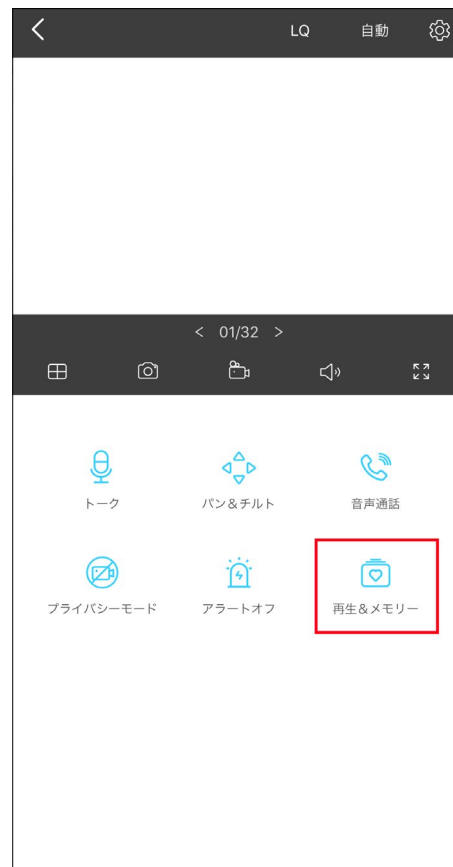 LQ 自動
< 01/32 >
トーク パン&チルト 音声通話
プライバシーモード アラートオフ 再生&メモリー